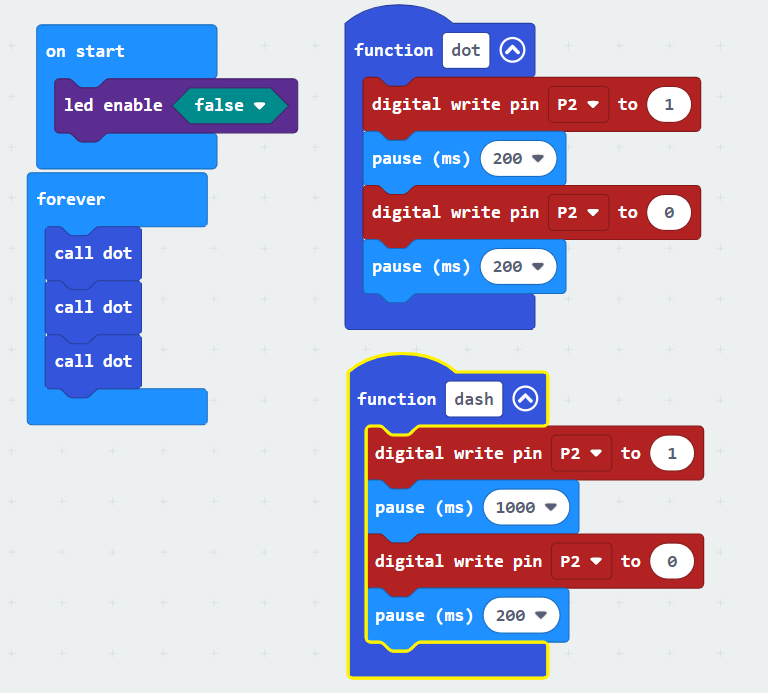 on start
led enable false
forever
call dot
call dot
call dot
function dot
digital write pin P2 to 1
pause (ms) 200
digital write pin P2 to 0
pause (ms) 200
function dash
digital write pin P2 to 1
pause (ms) 1000
digital write pin P2 to 0
pause (ms) 200